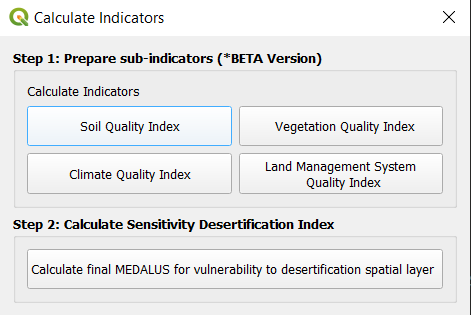 Calculate Indicators
Step 1: Prepare sub-indicators (*BETA Version)
Calculate Indicators
Soil Quality Index
Vegetation Quality Index
Climate Quality Index
Land Management System
Quality Index
Step 2: Calculate Sensitivity Desertification Index
Calculate final MEDALUS for vulnerability to desertification spatial layer